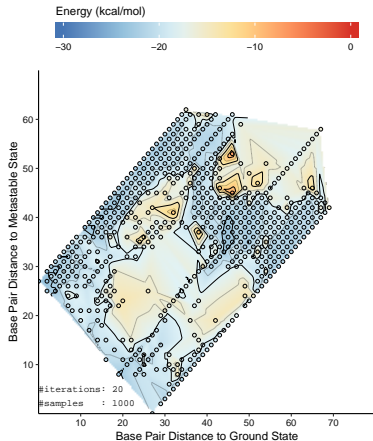 Energy (kcal/mol)
−30 −20 −10 0
Base Pair Distance to Metastable State
60
50
40
30
20
10
#iterations: 20
#samples : 1000
10 20 30 40 50 60 70
Base Pair Distance to Ground State